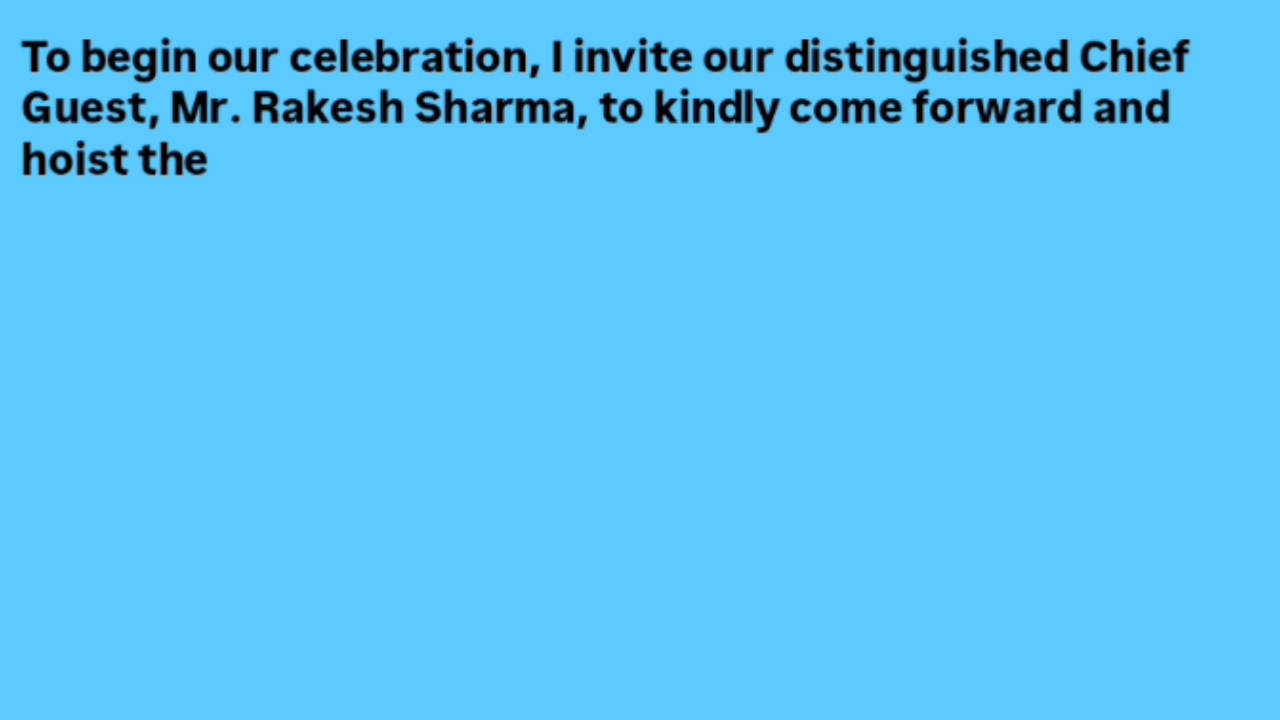 To begin our celebration, I invite our distinguished Chief
Guest, Mr. Rakesh Sharma, to kindly come forward and
hoist the